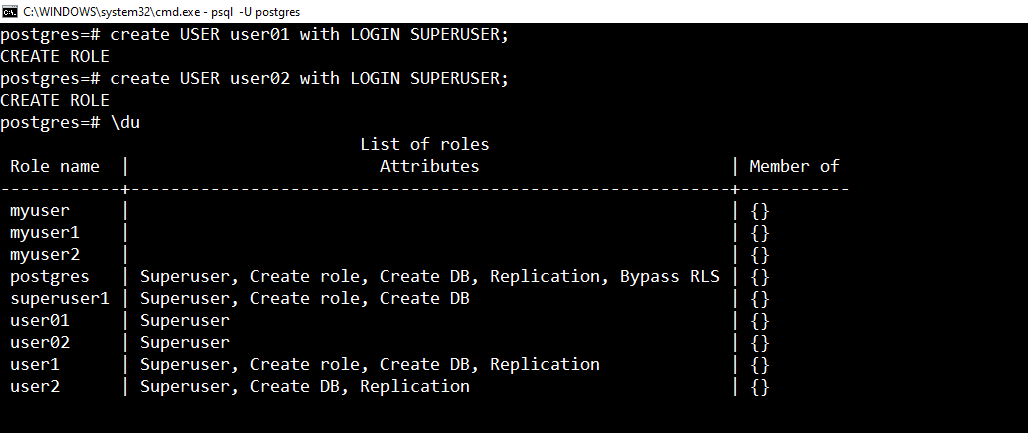 C:\WINDOWS\system32\cmd.exe - psql -U postgres
postgres=# create USER user01 with LOGIN SUPERUSER;
CREATE ROLE
postgres=# create USER user02 with LOGIN SUPERUSER;
CREATE ROLE
postgres=# \du
                                    List of roles
 Role name  |                         Attributes                         | Member of
------------+------------------------------------------------------------+-----------
 myuser     |                                                            | {}
 myuser1    |                                                            | {}
 myuser2    |                                                            | {}
 postgres   | Superuser, Create role, Create DB, Replication, Bypass RLS | {}
 superuser1 | Superuser, Create role, Create DB                          | {}
 user01     | Superuser                                                  | {}
 user02     | Superuser                                                  | {}
 user1      | Superuser, Create role, Create DB, Replication             | {}
 user2      | Superuser, Create DB, Replication                          | {}